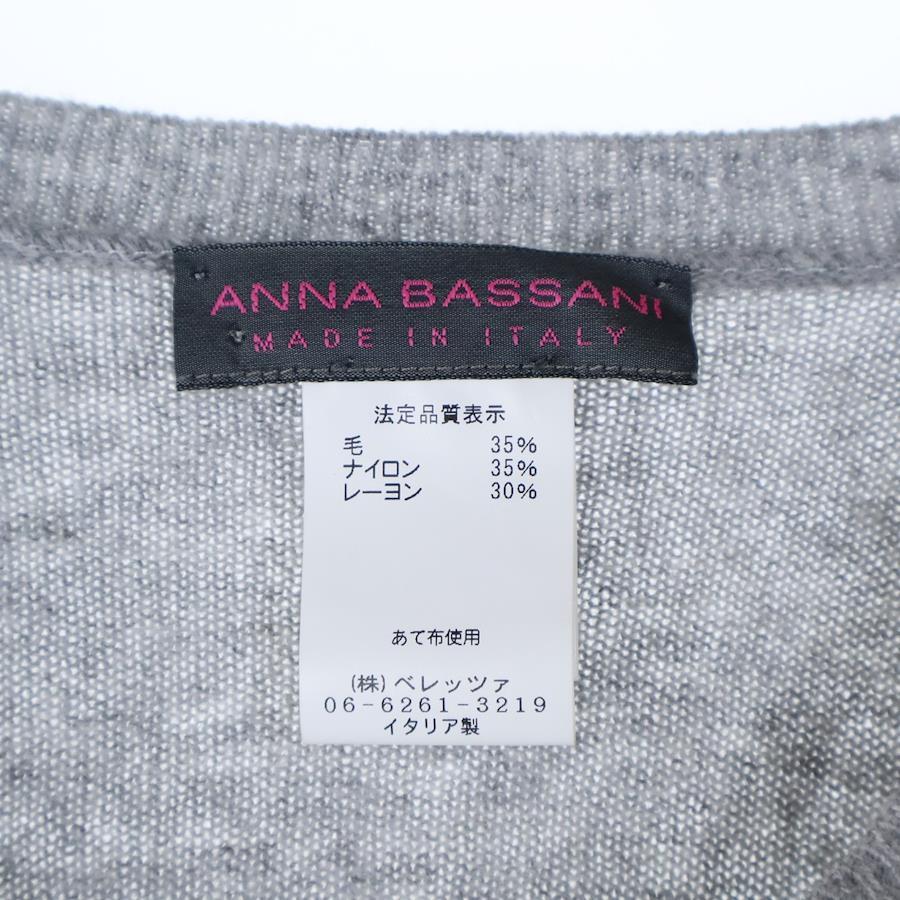 ANNA BASSANI
MADE IN ITALY
法定品質表示
毛 35%
ナイロン 35%
レーヨン 30%
あて布使用
(株)ベレッツァ
06-6261-3219
イタリア製